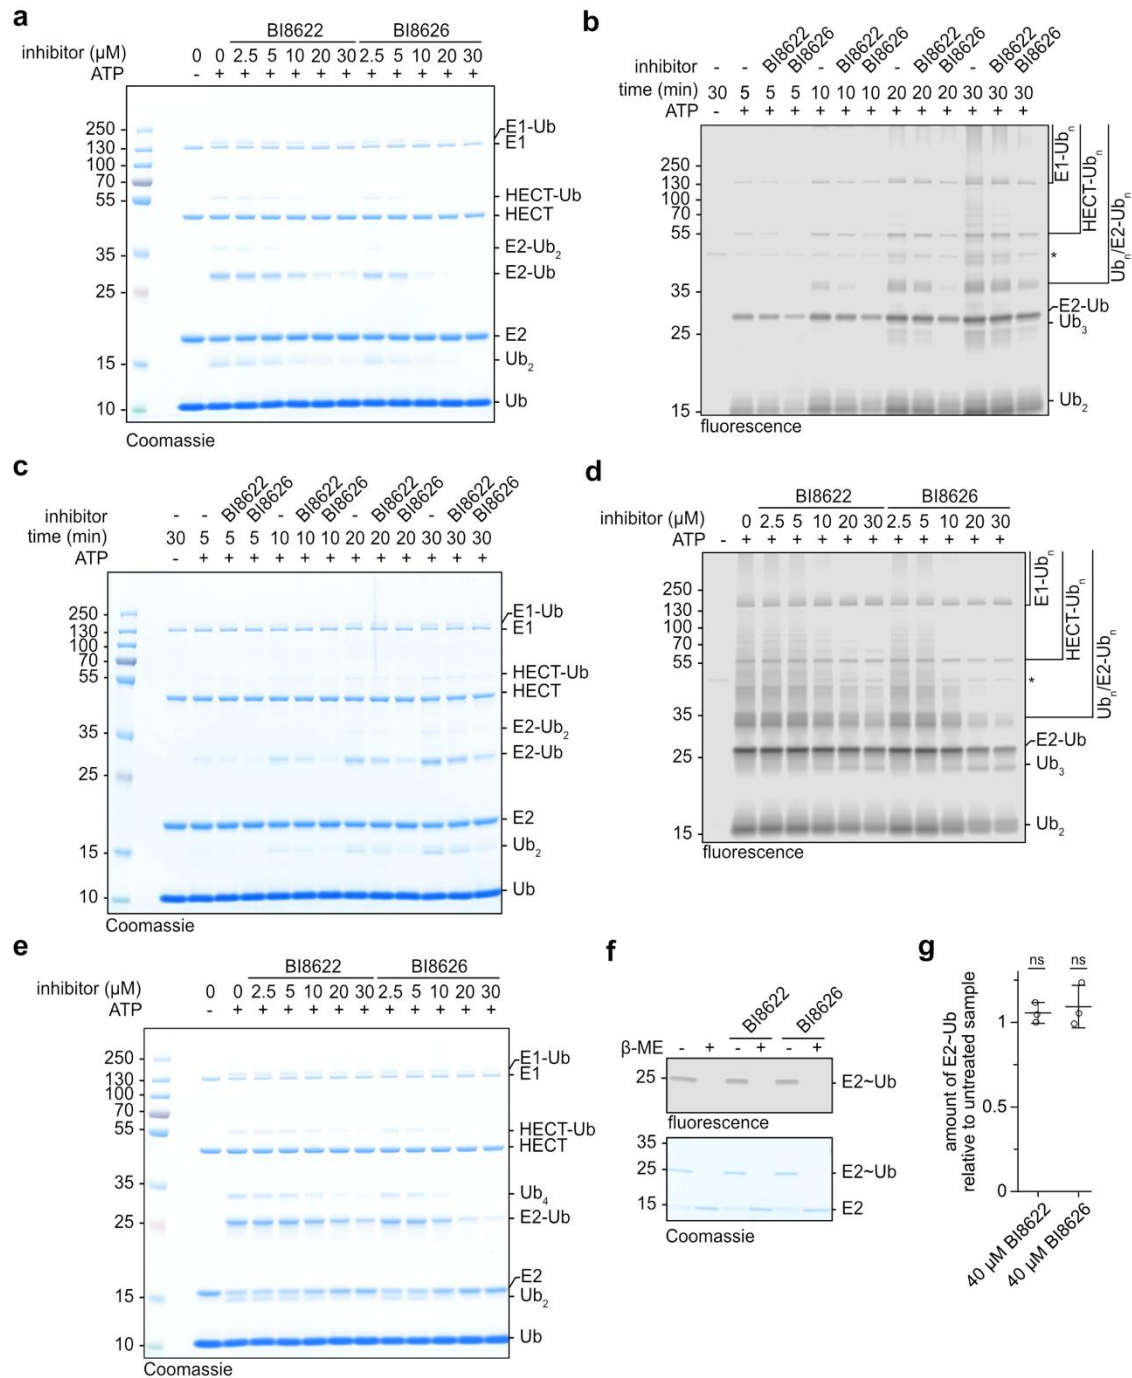 a
BI8622 BI8626
inhibitor (µM) 0 0 2.5 5 10 20 30 2.5 5 10 20 30
ATP - + + + + + + + + + + +
250
130
100
70
55
35
25
15
10
E1-Ub
E1
HECT-Ub
HECT
E2-Ub2
E2-Ub
E2
Ub2
Ub
Coomassie
b
inhibitor - - BI8622 BI8626 - BI8622 BI8626 - BI8622 BI8626 - BI8622 BI8626
time (min) 30 5 5 5 10 10 10 20 20 20 30 30 30
ATP - + + + + + + + + + + + +
250
130
100
70
55
35
25
15
E1-Ubn
HECT-Ubn
Ubn/E2-Ubn
*
E2-Ub
Ub3
Ub2
fluorescence
c
inhibitor - - BI8622 BI8626 - BI8622 BI8626 - BI8622 BI8626 - BI8622 BI8626
time (min) 30 5 5 5 10 10 10 20 20 20 30 30 30
ATP - + + + + + + + + + + + +
250
130
100
70
55
35
25
15
10
E1-Ub
E1
HECT-Ub
HECT
E2-Ub2
E2-Ub
E2
Ub2
Ub
Coomassie
d
BI8622 BI8626
inhibitor (µM) 0 2.5 5 10 20 30 2.5 5 10 20 30
ATP - + + + + + + + + + + +
250
130
100
70
55
35
25
15
E1-Ubn
HECT-Ubn
Ubn/E2-Ubn
*
E2-Ub
Ub3
Ub2
fluorescence
e
BI8622 BI8626
inhibitor (µM) 0 0 2.5 5 10 20 30 2.5 5 10 20 30
ATP - + + + + + + + + + + +
250
130
100
70
55
35
25
15
10
E1-Ub
E1
HECT-Ub
HECT
Ub4
E2-Ub
E2
Ub2
Ub
Coomassie
f
BI8622 BI8626
β-ME - + - + - +
25
E2~Ub
fluorescence
35
25
15
E2~Ub
E2
Coomassie
g
ns ns
amount of E2~Ub
relative to untreated sample
1
0.5
0
40 µM BI8622
40 µM BI8626